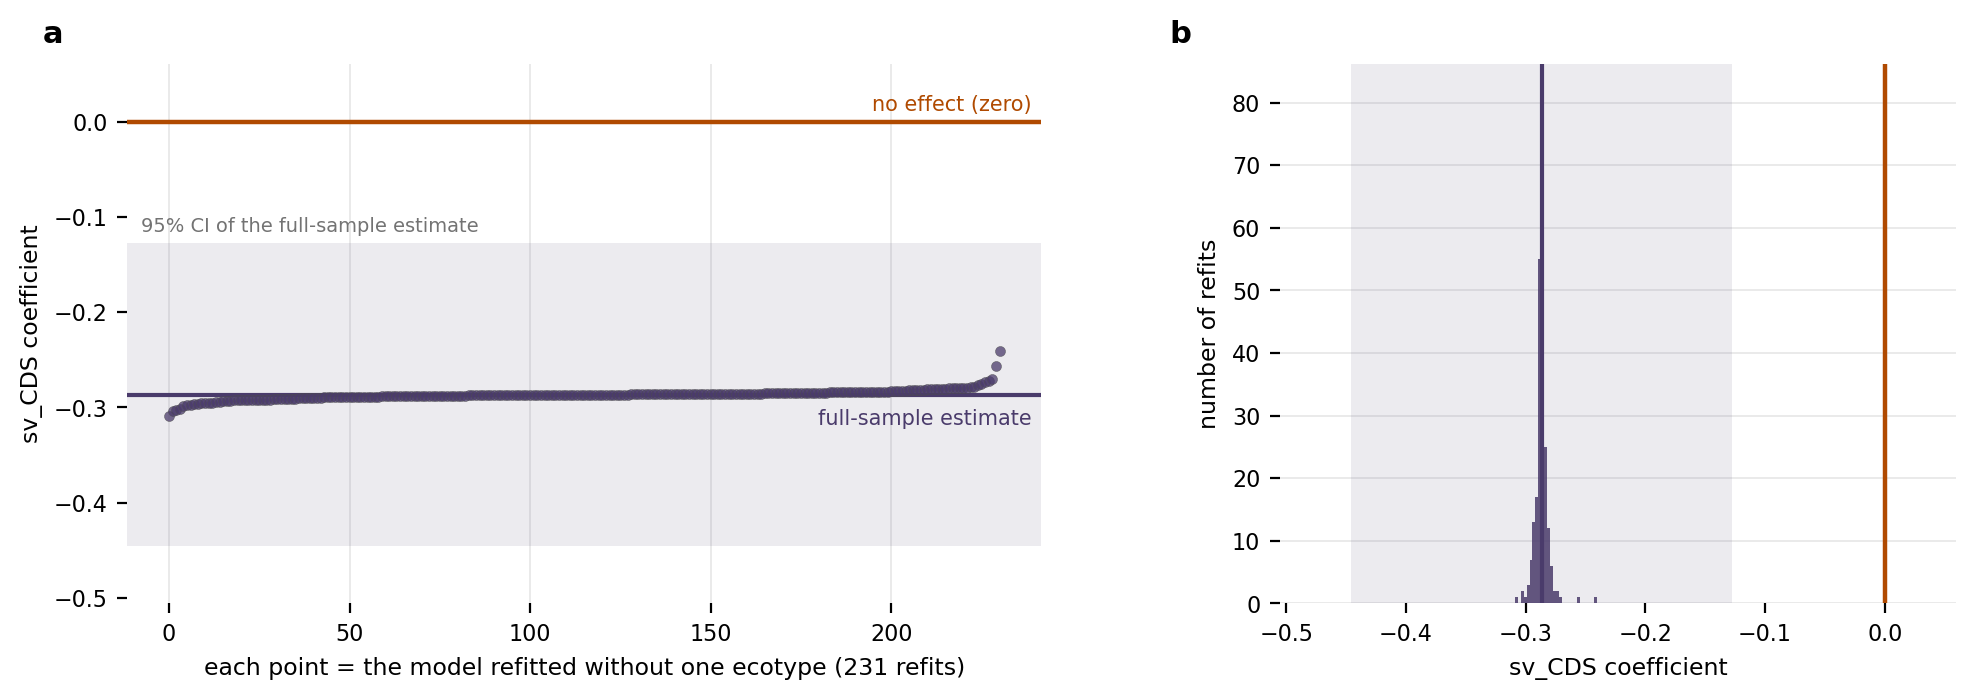 a
no effect (zero)
95% CI of the full-sample estimate
full-sample estimate
0.0
−0.1
−0.2
−0.3
−0.4
−0.5
sv_CDS coefficient
0 50 100 150 200
each point = the model refitted without one ecotype (231 refits)
b
80
70
60
50
40
30
20
10
0
number of refits
−0.5 −0.4 −0.3 −0.2 −0.1 0.0
sv_CDS coefficient